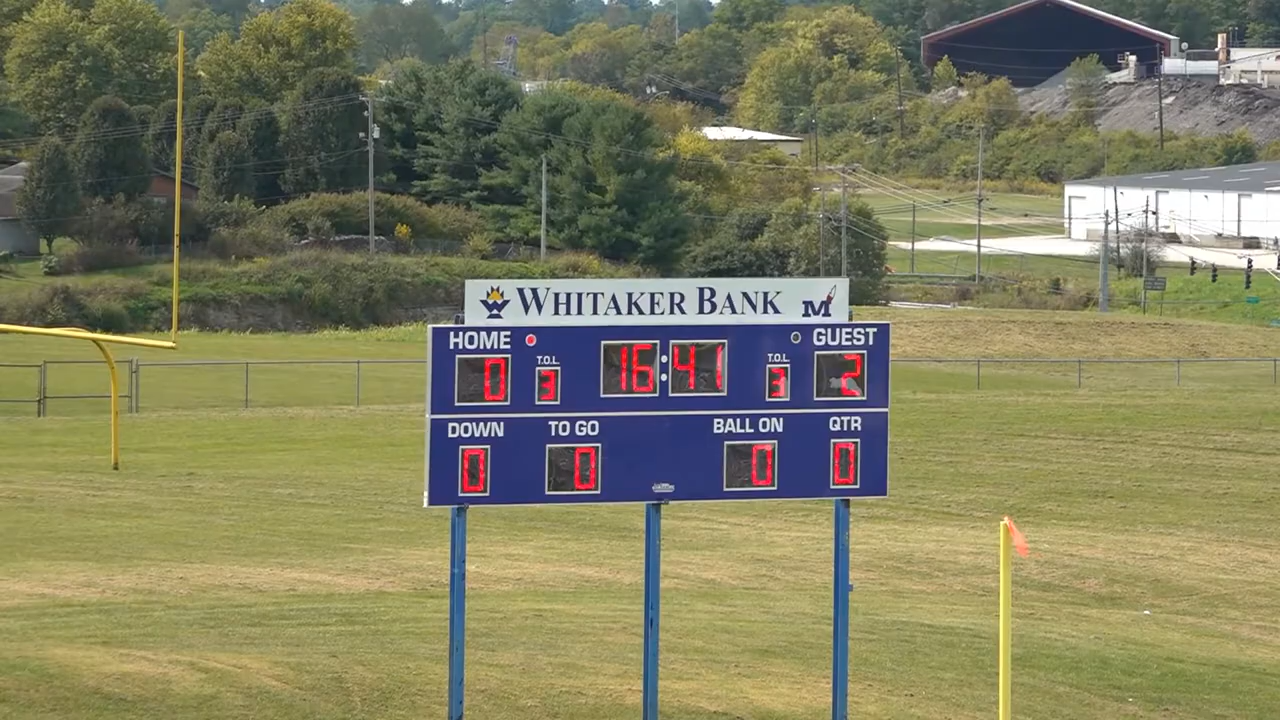 WHITAKER BANK M
HOME GUEST
T.O.L. T.O.L.
0 3 16:41 3 2
DOWN TO GO BALL ON QTR
0 0 0 0